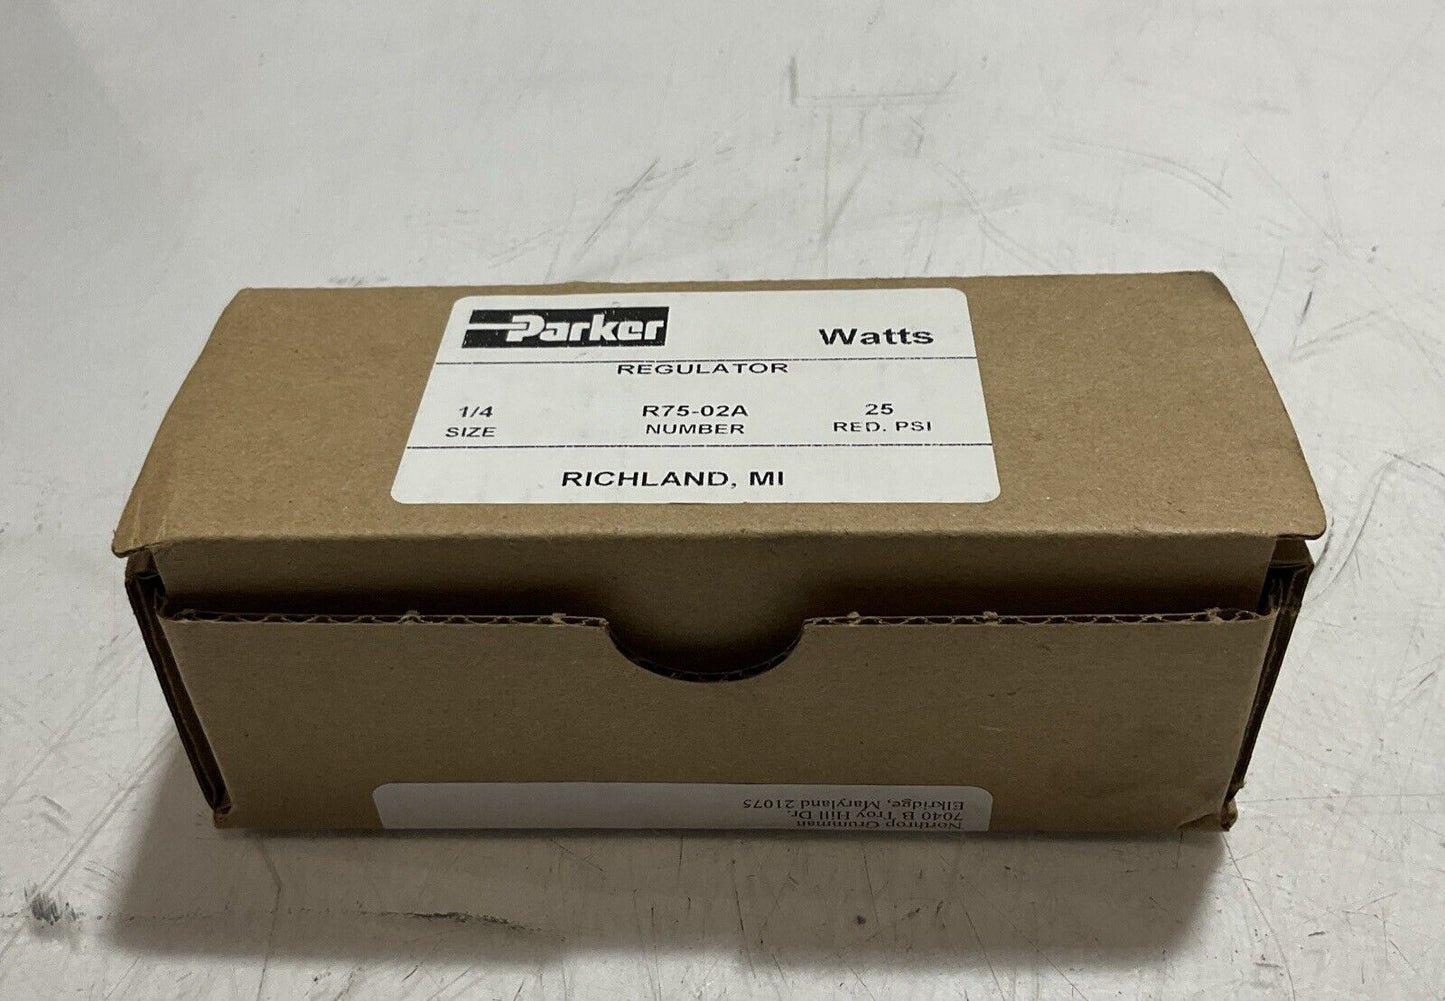 Parker Watts
REGULATOR
1/4 R75-02A 25
SIZE NUMBER RED. PSI
RICHLAND, MI
Northrop Grumman
7040 B Troy Hill Dr.
Elkridge, Maryland 21075